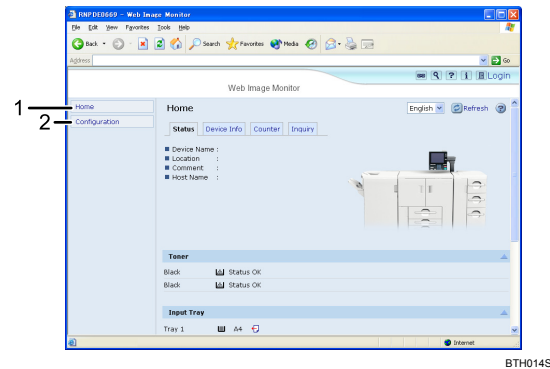 RNPDE0669 - Web Image Monitor
File Edit View Favorites Tools Help
Back Search Favorites Media
Address Go
Login
Web Image Monitor
1 Home
2 Configuration
Home English Refresh
Status Device Info Counter Inquiry
Device Name :
Location :
Comment :
Host Name :
Toner
Black Status OK
Black Status OK
Input Tray
Tray 1 A4
Internet
BTH014S